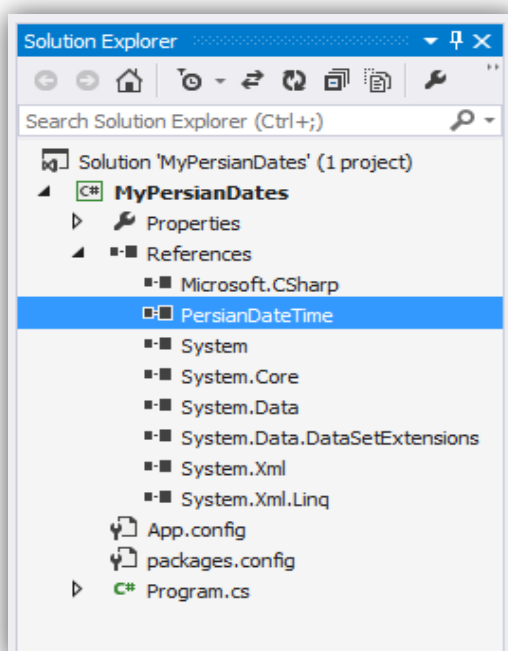 Solution Explorer
Search Solution Explorer (Ctrl+;)
Solution 'MyPersianDates' (1 project)
C# MyPersianDates
Properties
References
Microsoft.CSharp
PersianDateTime
System
System.Core
System.Data
System.Data.DataSetExtensions
System.Xml
System.Xml.Linq
App.config
packages.config
C# Program.cs